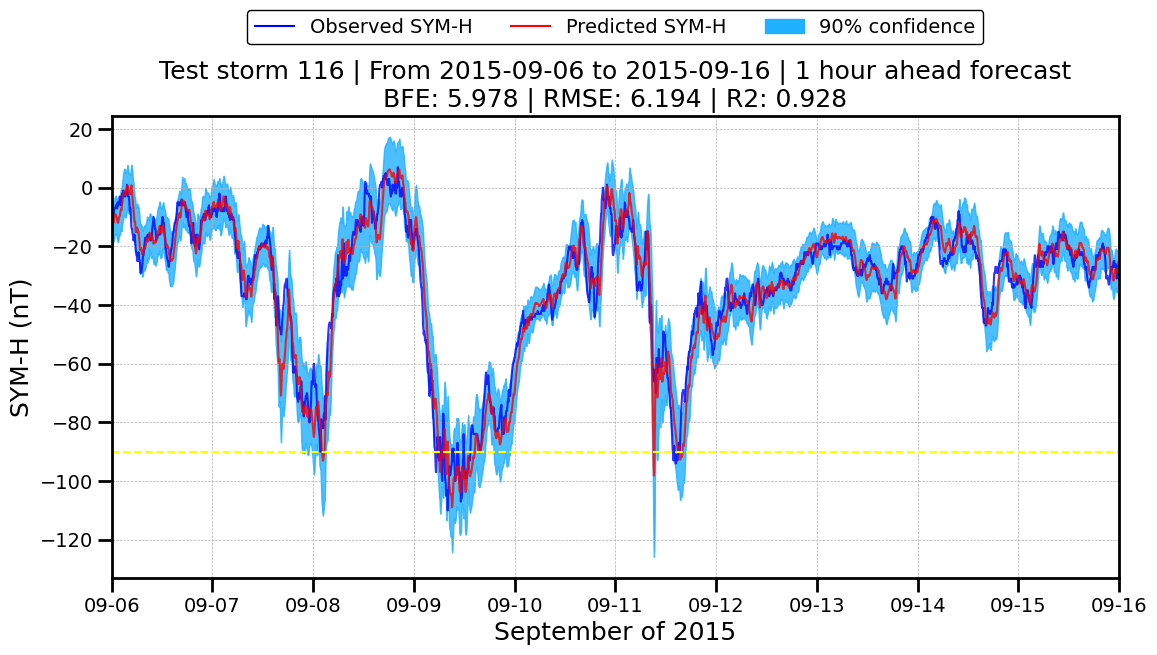 Observed SYM-H Predicted SYM-H 90% confidence
Test storm 116 | From 2015-09-06 to 2015-09-16 | 1 hour ahead forecast
BFE: 5.978 | RMSE: 6.194 | R2: 0.928
20
0
−20
−40
−60
−80
−100
−120
SYM-H (nT)
09-06 09-07 09-08 09-09 09-10 09-11 09-12 09-13 09-14 09-15 09-16
September of 2015